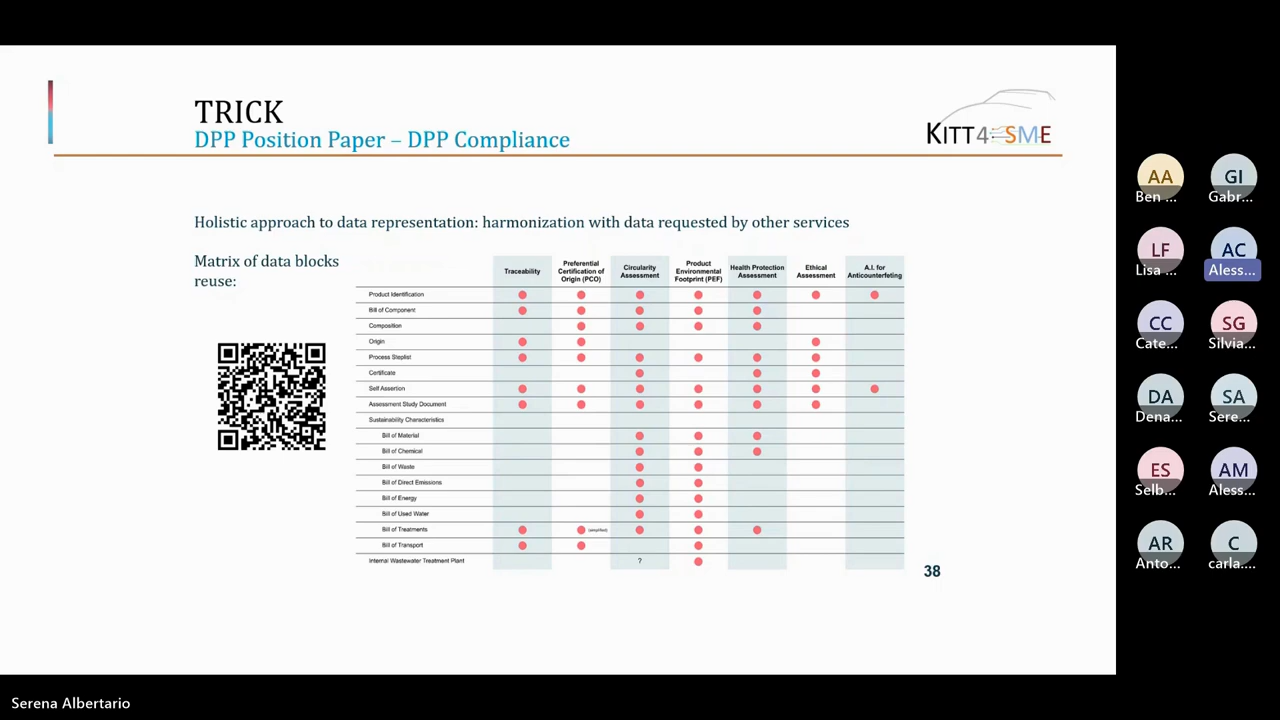 TRICK
DPP Position Paper – DPP Compliance
KITT4SME
Holistic approach to data representation: harmonization with data requested by other services
Matrix of data blocks
reuse:
Traceability
Preferential
Certification of
Origin (PCO)
Circularity
Assessment
Product
Environmental
Footprint (PEF)
Health Protection
Assessment
Ethical
Assessment
A.I. for
Anticounterfeting
Product Identification
Bill of Component
Composition
Origin
Process Steplist
Certificate
Self Assertion
Assessment Study Document
Sustainability Characteristics
Bill of Material
Bill of Chemical
Bill of Waste
Bill of Direct Emissions
Bill of Energy
Bill of Used Water
Bill of Treatments (simplified)
Bill of Transport
Internal Wastewater Treatment Plant ?
38
AA GI
Ben ... Gabr...
LF AC
Lisa ... Aless...
CC SG
Cate... Silvia...
DA SA
Dena... Sere...
ES AM
Selb... Aless...
AR C
Anto... carla....
Serena Albertario